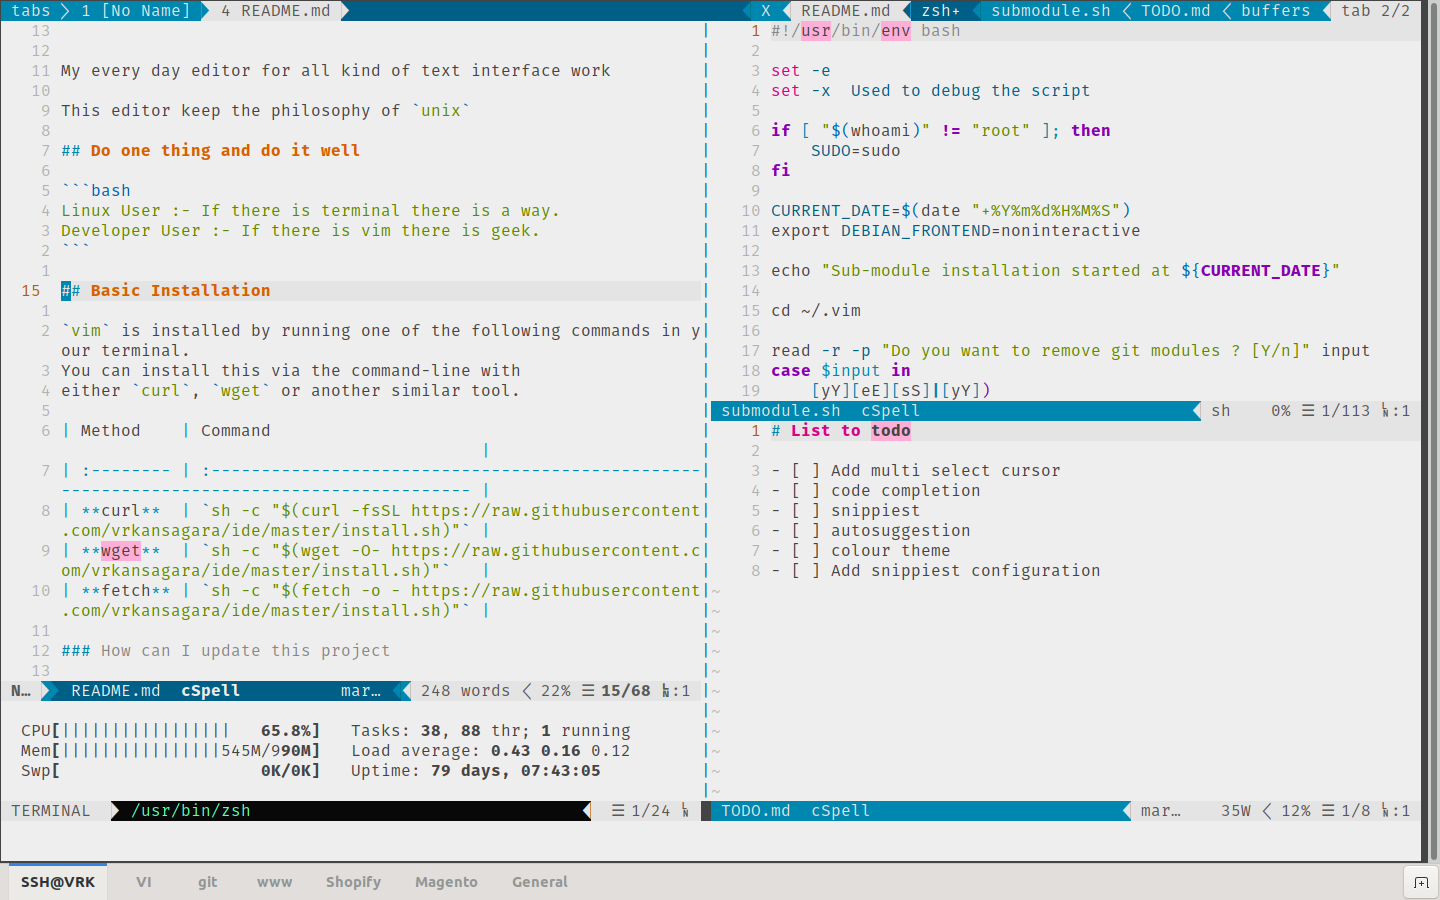 tabs 1 [No Name] 4 README.md X README.md zsh+ submodule.sh TODO.md buffers tab 2/2
13
12
11 My every day editor for all kind of text interface work
10
9 This editor keep the philosophy of `unix`
8
7 ## Do one thing and do it well
6
5 ```bash
4 Linux User :- If there is terminal there is a way.
3 Developer User :- If there is vim there is geek.
2 ```
1
15 ## Basic Installation
1
2 `vim` is installed by running one of the following commands in y
our terminal.
3 You can install this via the command-line with
4 either `curl`, `wget` or another similar tool.
5
6 | Method    | Command
|
7 | :-------- | :-------------------------------------------------
----------------------------------------- |
8 | **curl**  | `sh -c "$(curl -fsSL https://raw.githubusercontent
.com/vrkansagara/ide/master/install.sh)"` |
9 | **wget**  | `sh -c "$(wget -O- https://raw.githubusercontent.c
om/vrkansagara/ide/master/install.sh)"`   |
10 | **fetch** | `sh -c "$(fetch -o - https://raw.githubusercontent
.com/vrkansagara/ide/master/install.sh)"` |
11
12 ### How can I update this project
13
N… README.md cSpell mar… 248 words 22% ☰ 15/68 ㏑:1
CPU[||||||||||||||||| 65.8%] Tasks: 38, 88 thr; 1 running
Mem[||||||||||||||||545M/990M] Load average: 0.43 0.16 0.12
Swp[ 0K/0K] Uptime: 79 days, 07:43:05
TERMINAL /usr/bin/zsh ☰ 1/24 ㏑
1 #!/usr/bin/env bash
2
3 set -e
4 set -x  Used to debug the script
5
6 if [ "$(whoami)" != "root" ]; then
7     SUDO=sudo
8 fi
9
10 CURRENT_DATE=$(date "+%Y%m%d%H%M%S")
11 export DEBIAN_FRONTEND=noninteractive
12
13 echo "Sub-module installation started at ${CURRENT_DATE}"
14
15 cd ~/.vim
16
17 read -r -p "Do you want to remove git modules ? [Y/n]" input
18 case $input in
19     [yY][eE][sS]|[yY])
submodule.sh cSpell sh 0% ☰ 1/113 ㏑:1
1 # List to todo
2
3 - [ ] Add multi select cursor
4 - [ ] code completion
5 - [ ] snippiest
6 - [ ] autosuggestion
7 - [ ] colour theme
8 - [ ] Add snippiest configuration
~
~
~
~
~
~
~
~
~
~
~
TODO.md cSpell mar… 35W 12% ☰ 1/8 ㏑:1
SSH@VRK VI git www Shopify Magento General